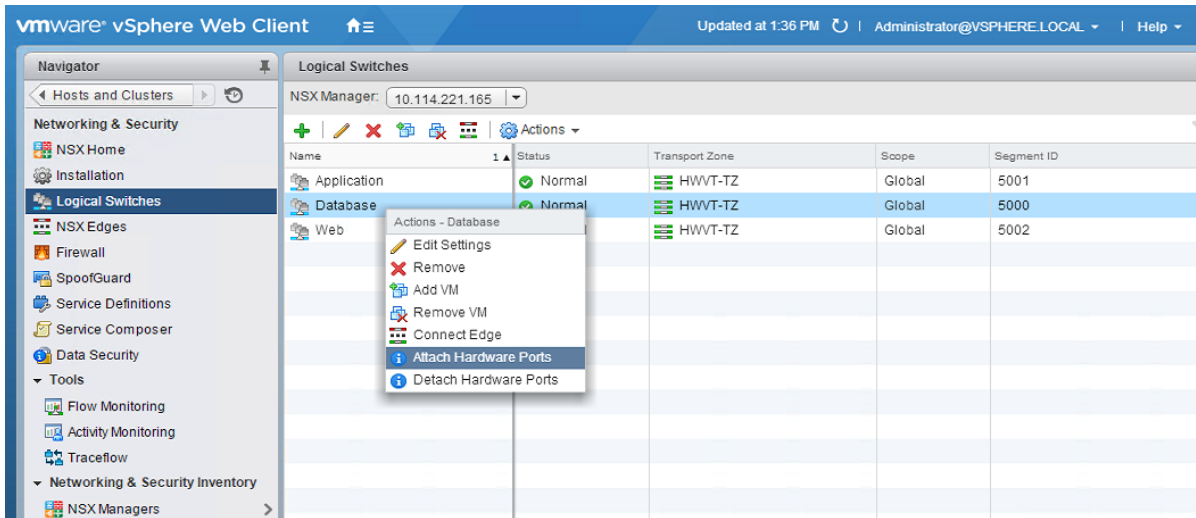 vmware® vSphere Web Client
Updated at 1:36 PM
Administrator@VSPHERE.LOCAL
Help
Navigator
Hosts and Clusters
Networking & Security
NSX Home
Installation
Logical Switches
NSX Edges
Firewall
SpoofGuard
Service Definitions
Service Composer
Data Security
Tools
Flow Monitoring
Activity Monitoring
Traceflow
Networking & Security Inventory
NSX Managers
Logical Switches
NSX Manager: 10.114.221.165
Actions
Name 1 Status Transport Zone Scope Segment ID
Application Normal HWVT-TZ Global 5001
Database Normal HWVT-TZ Global 5000
Web HWVT-TZ Global 5002
Actions - Database
Edit Settings
Remove
Add VM
Remove VM
Connect Edge
Attach Hardware Ports
Detach Hardware Ports